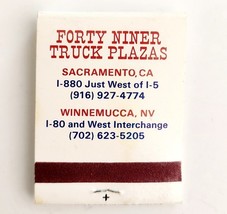 FORTY NINER
TRUCK PLAZAS
SACRAMENTO, CA
I-880 Just West of I-5
(916) 927-4774
WINNEMUCCA, NV
I-80 and West Interchange
(702) 623-5205